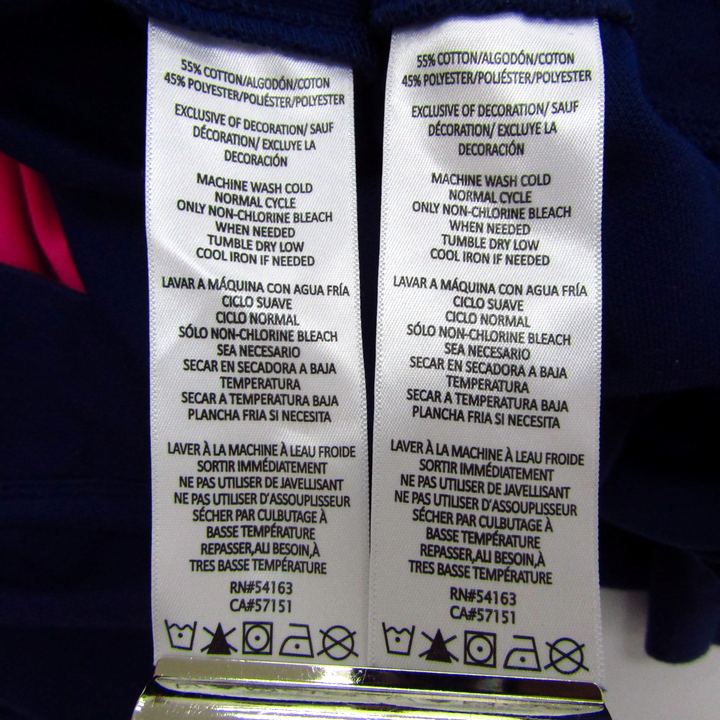 55% COTTON/ALGODÓN/COTON
45% POLYESTER/POLIÉSTER/POLYESTER
EXCLUSIVE OF DECORATION/ SAUF
DÉCORATION/ EXCLUYE LA
DECORACIÓN
MACHINE WASH COLD
NORMAL CYCLE
ONLY NON-CHLORINE BLEACH
WHEN NEEDED
TUMBLE DRY LOW
COOL IRON IF NEEDED
LAVAR A MÁQUINA CON AGUA FRÍA
CICLO SUAVE
CICLO NORMAL
SÓLO NON-CHLORINE BLEACH
SEA NECESARIO
SECAR EN SECADORA A BAJA
TEMPERATURA
SECAR A TEMPERATURA BAJA
PLANCHA FRIA SI NECESITA
LAVER À LA MACHINE À LEAU FROIDE
SORTIR IMMÉDIATEMENT
NE PAS UTILISER DE JAVELLISANT
NE PAS UTILISER D'ASSOUPLISSEUR
SÉCHER PAR CULBUTAGE À
BASSE TEMPÉRATURE
REPASSER,ALI BESOIN,À
TRES BASSE TEMPÉRATURE
RN#54163
CA#57151
55% COTTON/ALGODÓN/COTON
45% POLYESTER/POLIÉSTER/POLYESTER
EXCLUSIVE OF DECORATION/ SAUF
DÉCORATION/ EXCLUYE LA
DECORACIÓN
MACHINE WASH COLD
NORMAL CYCLE
ONLY NON-CHLORINE BLEACH
WHEN NEEDED
TUMBLE DRY LOW
COOL IRON IF NEEDED
LAVAR A MÁQUINA CON AGUA FRÍA
CICLO SUAVE
CICLO NORMAL
SÓLO NON-CHLORINE BLEACH
SEA NECESARIO
SECAR EN SECADORA A BAJA
TEMPERATURA
SECAR A TEMPERATURA BAJA
PLANCHA FRIA SI NECESITA
LAVER À LA MACHINE À LEAU FROIDE
SORTIR IMMÉDIATEMENT
NE PAS UTILISER DE JAVELLISANT
NE PAS UTILISER D'ASSOUPLISSEUR
SÉCHER PAR CULBUTAGE À
BASSE TEMPÉRATURE
REPASSER,ALI BESOIN,À
TRES BASSE TEMPÉRATURE
RN#54163
CA#57151